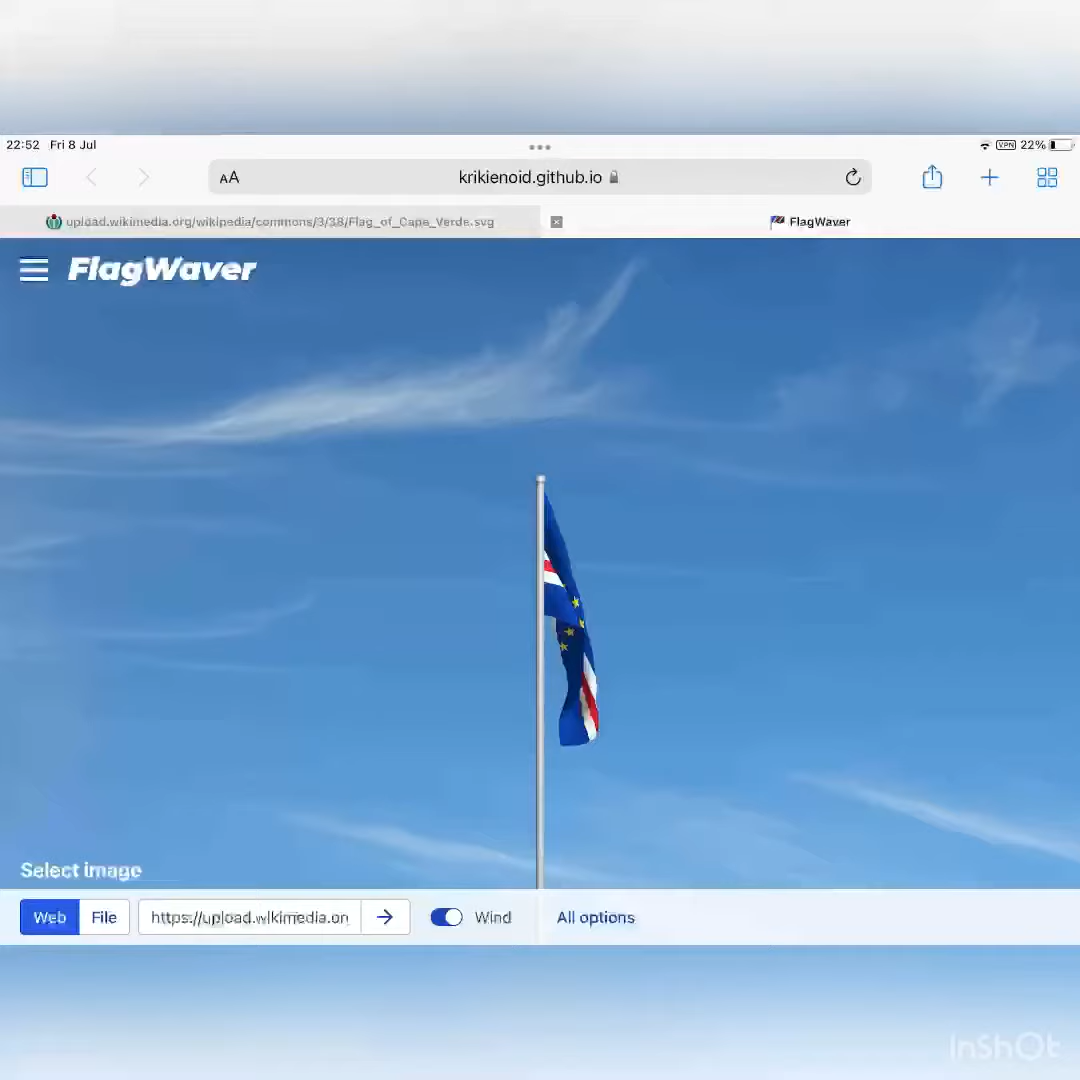 22:52 Fri 8 Jul
VPN 22%
AA krikienoid.github.io
upload.wikimedia.org/wikipedia/commons/3/38/Flag_of_Cape_Verde.svg
FlagWaver
FlagWaver
Select image
Web File https://upload.wikimedia.or Wind All options
InShOt